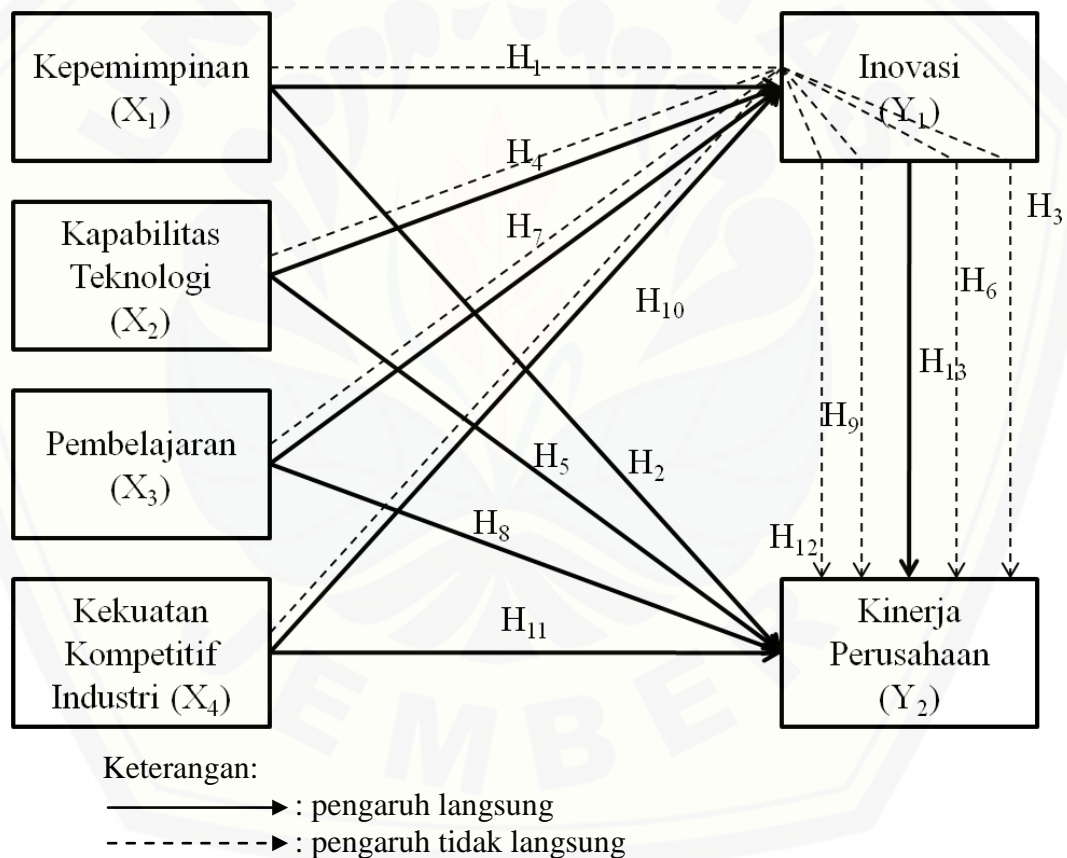 Kepemimpinan
(X₁)
Kapabilitas
Teknologi
(X₂)
Pembelajaran
(X₃)
Kekuatan
Kompetitif
Industri (X₄)
H₁
H₄
H₇
H₁₀
H₅
H₂
H₈
H₁₁
Inovasi
(Y₁)
H₃
H₆
H₁₃
H₉
H₁₂
Kinerja
Perusahaan
(Y₂)
Keterangan:
: pengaruh langsung
: pengaruh tidak langsung
JEMBER